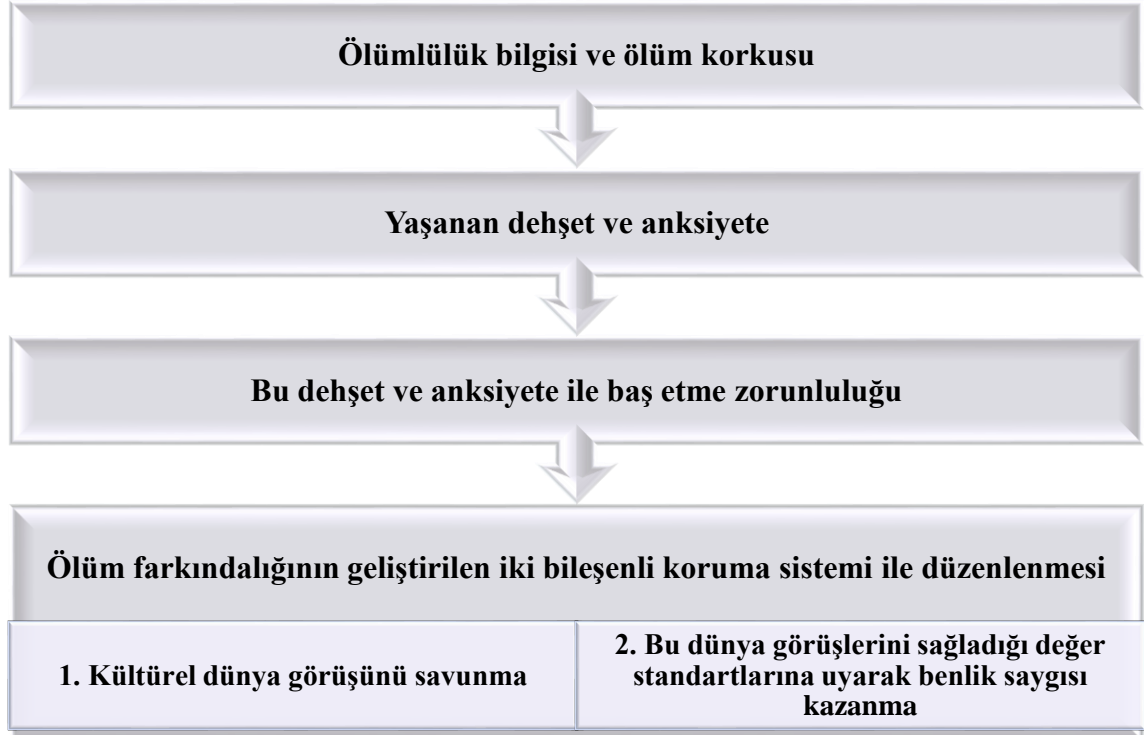 Ölümlülük bilgisi ve ölüm korkusu
Yaşanan dehşet ve anksiyete
Bu dehşet ve anksiyete ile baş etme zorunluluğu
Ölüm farkındalığının geliştirilen iki bileşenli koruma sistemi ile düzenlenmesi
1. Kültürel dünya görüşünü savunma
2. Bu dünya görüşlerini sağladığı değer
standartlarına uyarak benlik saygısı
kazanma